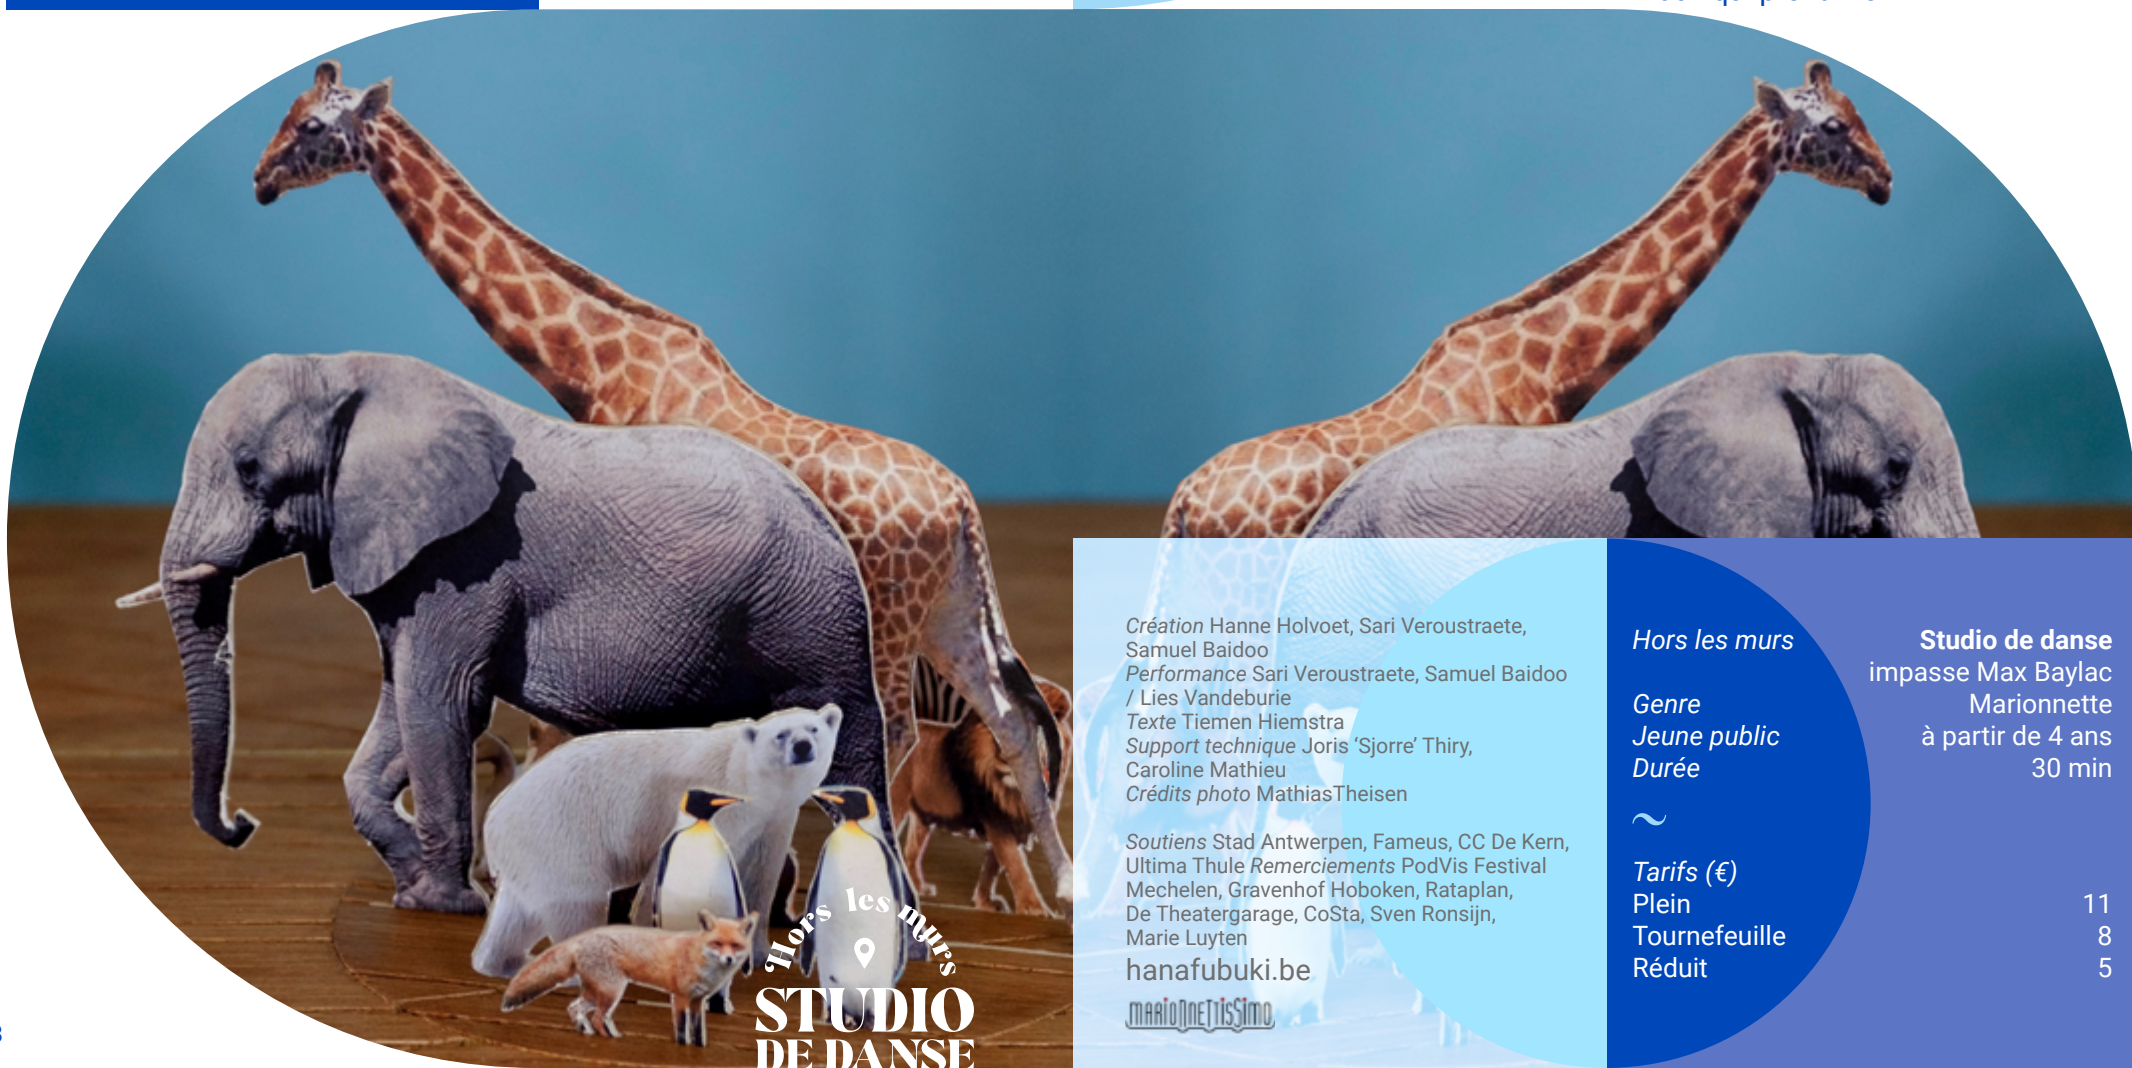 Hors les murs
STUDIO
DE DANSE
Création Hanne Holvoet, Sari Veroustraete,
Samuel Baidoo
Performance Sari Veroustraete, Samuel Baidoo
/ Lies Vandeburie
Texte Tiemen Hiemstra
Support technique Joris ‘Sjorre’ Thiry,
Caroline Mathieu
Crédits photo MathiasTheisen
Soutiens Stad Antwerpen, Fameus, CC De Kern,
Ultima Thule Remerciements PodVis Festival
Mechelen, Gravenhof Hoboken, Rataplan,
De Theatergarage, CoSta, Sven Ronsijn,
Marie Luyten
hanafubuki.be
MARIONNETTISSIMO
Hors les murs Studio de danse
impasse Max Baylac
Genre Marionnette
Jeune public à partir de 4 ans
Durée 30 min
~
Tarifs (€)
Plein 11
Tournefeuille 8
Réduit 5